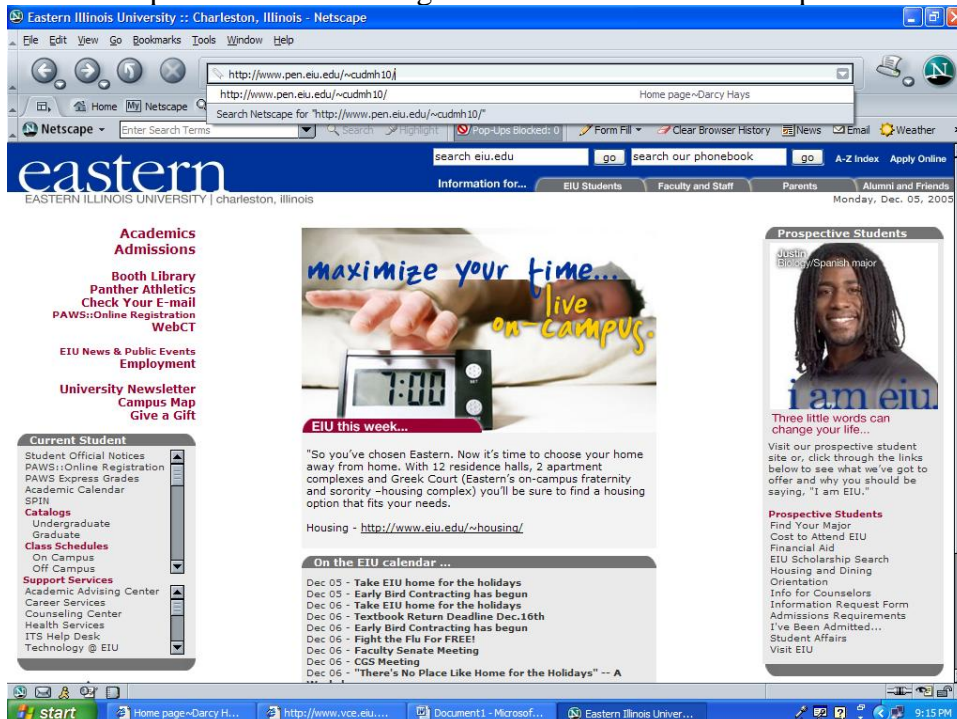 Eastern Illinois University :: Charleston, Illinois - Netscape
File Edit View Go Bookmarks Tools Window Help
http://www.pen.eiu.edu/~cudmh10/
http://www.pen.eiu.edu/~cudmh10/ Home page~Darcy Hays
Home My Netscape
Search Netscape for "http://www.pen.eiu.edu/~cudmh10/"
Netscape Enter Search Terms Search Highlight Pop-Ups Blocked: 0 Form Fill Clear Browser History News Email Weather
eastern
search eiu.edu go search our phonebook go A-Z Index Apply Online
Information for... EIU Students Faculty and Staff Parents Alumni and Friends
EASTERN ILLINOIS UNIVERSITY | charleston, illinois
Monday, Dec. 05, 2005
Academics
Admissions
Booth Library
Panther Athletics
Check Your E-mail
PAWS::Online Registration
WebCT
EIU News & Public Events
Employment
University Newsletter
Campus Map
Give a Gift
Current Student
Student Official Notices
PAWS::Online Registration
PAWS Express Grades
Academic Calendar
SPIN
Catalogs
Undergraduate
Graduate
Class Schedules
On Campus
Off Campus
Support Services
Academic Advising Center
Career Services
Counseling Center
Health Services
ITS Help Desk
Technology @ EIU
maximize your time...
live
on-campus.
7:00
SET
EIU this week...
"So you've chosen Eastern. Now it's time to choose your home
away from home. With 12 residence halls, 2 apartment
complexes and Greek Court (Eastern's on-campus fraternity
and sorority –housing complex) you'll be sure to find a housing
option that fits your needs.
Housing - http://www.eiu.edu/~housing/
On the EIU calendar ...
Dec 05 - Take EIU home for the holidays
Dec 05 - Early Bird Contracting has begun
Dec 06 - Take EIU home for the holidays
Dec 06 - Textbook Return Deadline Dec.16th
Dec 06 - Early Bird Contracting has begun
Dec 06 - Fight the Flu For FREE!
Dec 06 - Faculty Senate Meeting
Dec 06 - CGS Meeting
Dec 06 - "There's No Place Like Home for the Holidays" -- A
Prospective Students
Justin
Biology/Spanish major
i am eiu.
Three little words can
change your life...
Visit our prospective student
site or, click through the links
below to see what we've got to
offer and why you should be
saying, "I am EIU."
Prospective Students
Find Your Major
Cost to Attend EIU
Financial Aid
EIU Scholarship Search
Housing and Dining
Orientation
Info for Counselors
Information Request Form
Admissions Requirements
I've Been Admitted...
Student Affairs
Visit EIU
start Home page~Darcy H... http://www.vce.eiu.... Document1 - Microsof... Eastern Illinois Univer... 9:15 PM